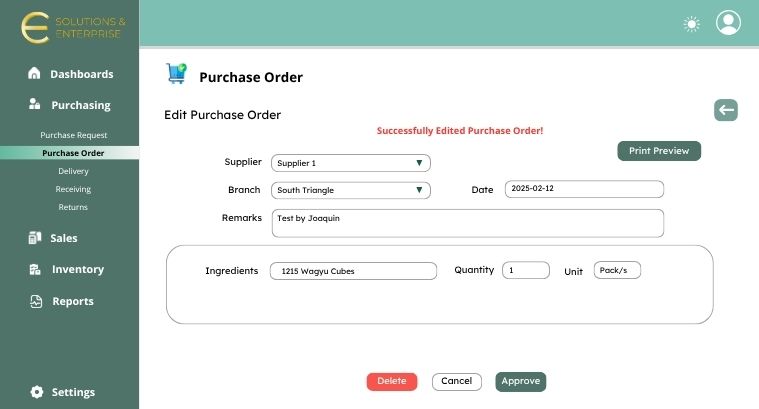 SOLUTIONS &
ENTERPRISE
Dashboards
Purchasing
Purchase Request
Purchase Order
Delivery
Receiving
Returns
Sales
Inventory
Reports
Settings
Purchase Order
Edit Purchase Order
Successfully Edited Purchase Order!
Print Preview
Supplier Supplier 1
Branch South Triangle Date 2025-02-12
Remarks Test by Joaquin
Ingredients 1215 Wagyu Cubes Quantity 1 Unit Pack/s
Delete Cancel Approve